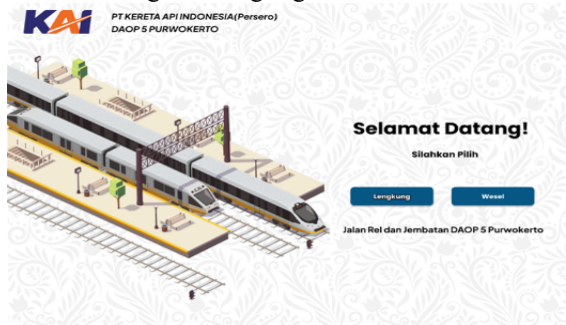 KAI
PT KERETA API INDONESIA(Persero)
DAOP 5 PURWOKERTO
Selamat Datang!
Silahkan Pilih
Lengkung
Wesel
Jalan Rel dan Jembatan DAOP 5 Purwokerto